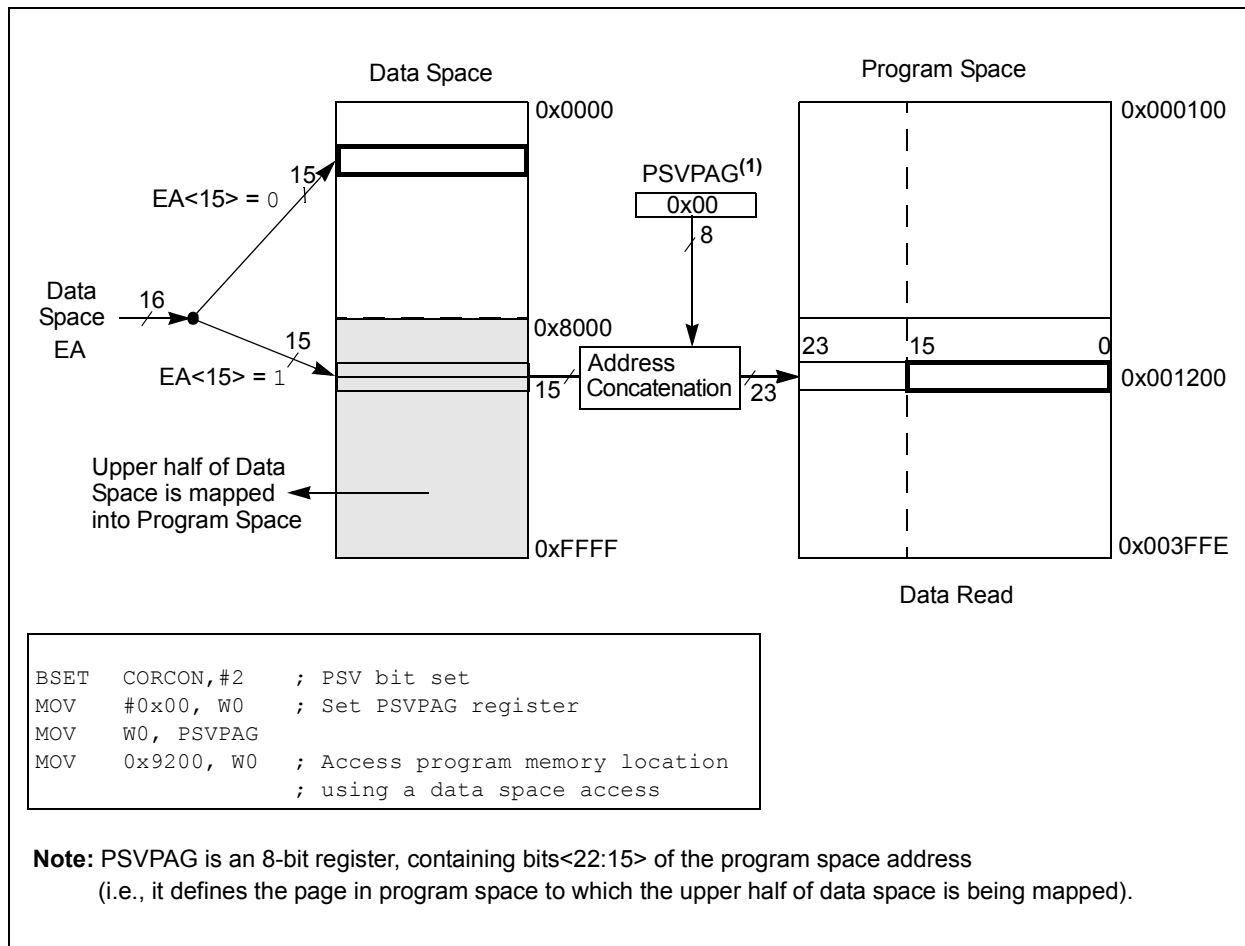 Data Space
Program Space
0x0000
0x000100
15
EA<15> = 0
PSVPAG(1)
0x00
8
Data
Space
EA
16
0x8000
15
EA<15> = 1
15
Address
Concatenation
23
23
15
0
0x001200
Upper half of Data
Space is mapped
into Program Space
0xFFFF
0x003FFE
Data Read
BSET CORCON,#2 ; PSV bit set
MOV #0x00, W0 ; Set PSVPAG register
MOV W0, PSVPAG
MOV 0x9200, W0 ; Access program memory location
; using a data space access
Note: PSVPAG is an 8-bit register, containing bits<22:15> of the program space address
(i.e., it defines the page in program space to which the upper half of data space is being mapped).